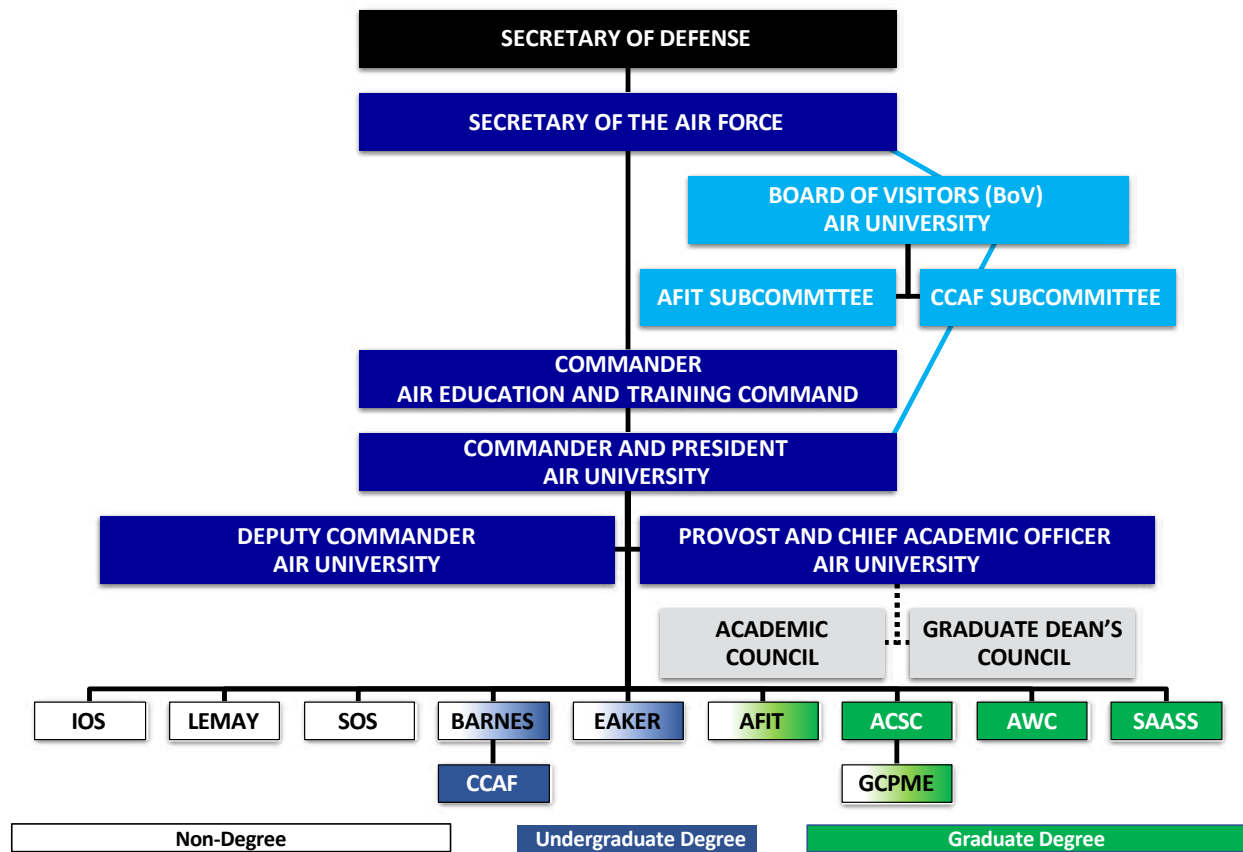 SECRETARY OF DEFENSE
SECRETARY OF THE AIR FORCE
BOARD OF VISITORS (BoV)
AIR UNIVERSITY
AFIT SUBCOMMTTEE
CCAF SUBCOMMITTEE
COMMANDER
AIR EDUCATION AND TRAINING COMMAND
COMMANDER AND PRESIDENT
AIR UNIVERSITY
DEPUTY COMMANDER
AIR UNIVERSITY
PROVOST AND CHIEF ACADEMIC OFFICER
AIR UNIVERSITY
ACADEMIC
COUNCIL
GRADUATE DEAN’S
COUNCIL
IOS
LEMAY
SOS
BARNES
EAKER
AFIT
ACSC
AWC
SAASS
CCAF
GCPME
Non-Degree
Undergraduate Degree
Graduate Degree